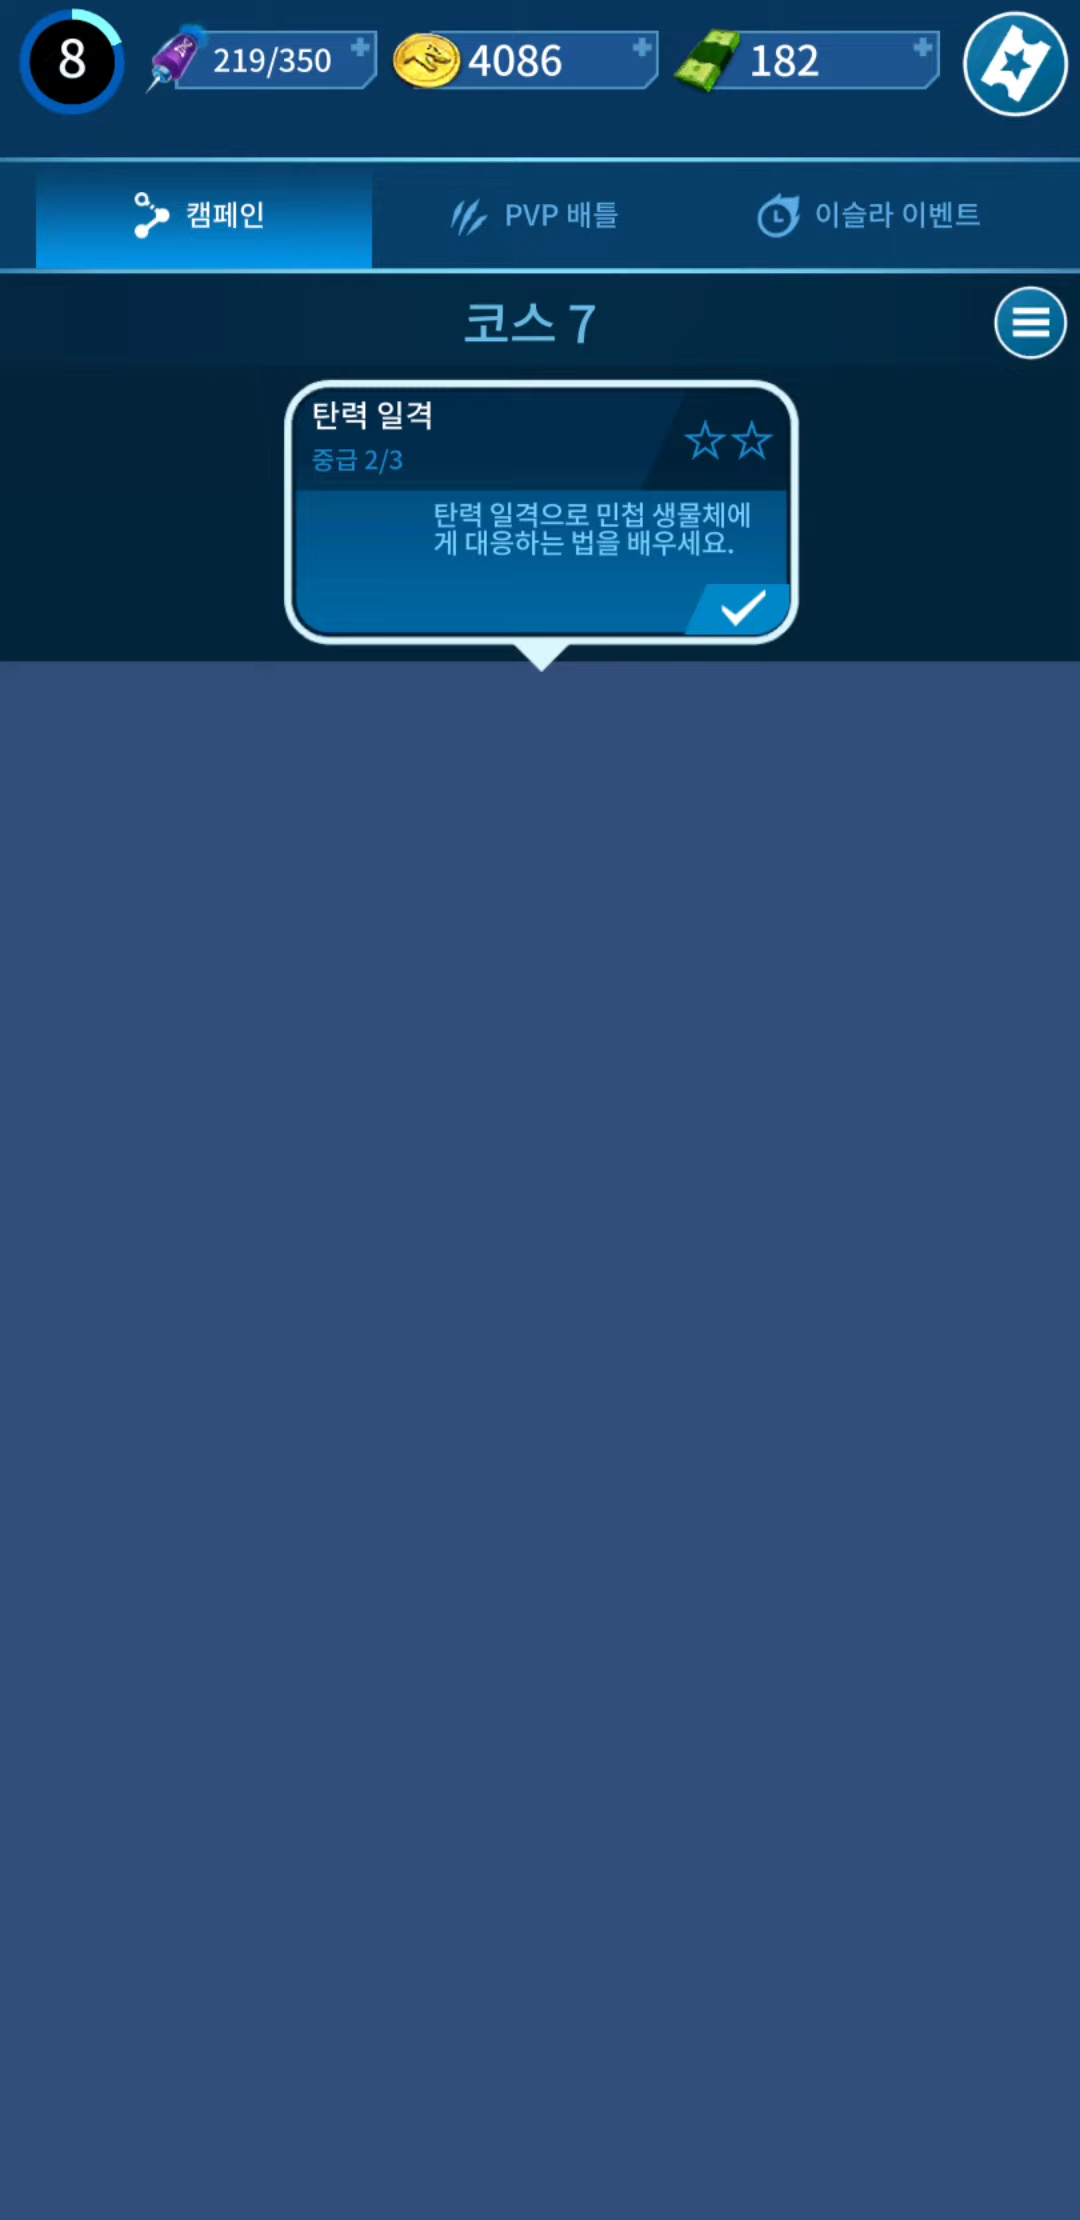 8
219/350
4086
182
캠페인
PVP 배틀
이슬라 이벤트
코스 7
탄력 일격
중급 2/3
탄력 일격으로 민첩 생물체에
게 대응하는 법을 배우세요.